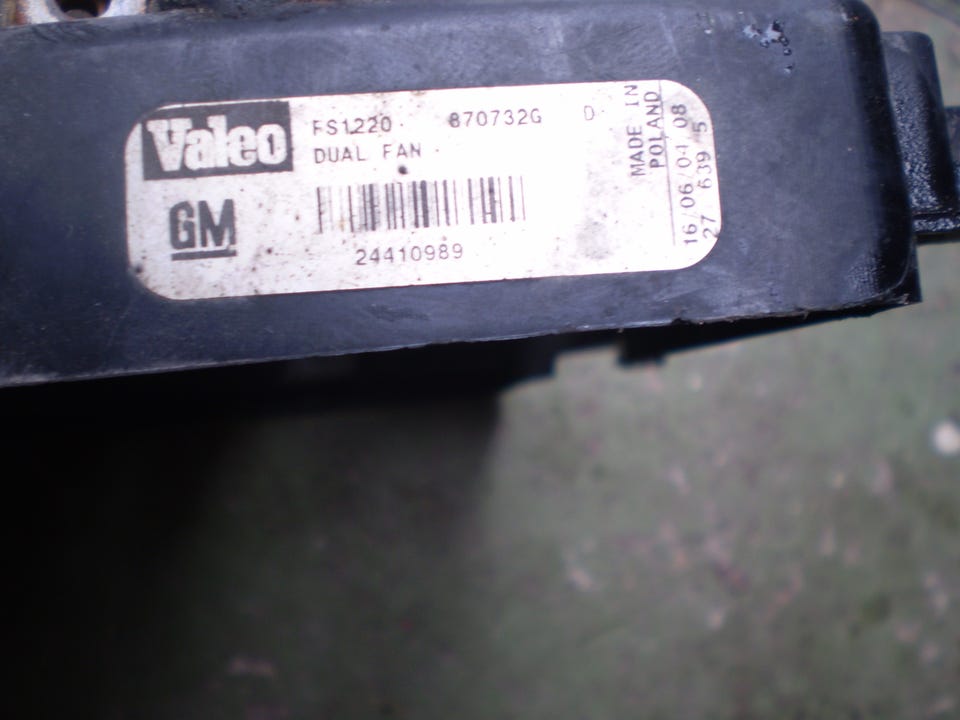 Valeo
FS1220 870732G D
DUAL FAN
GM
24410989
MADE IN
POLAND
16/06/04 08
27 639 5